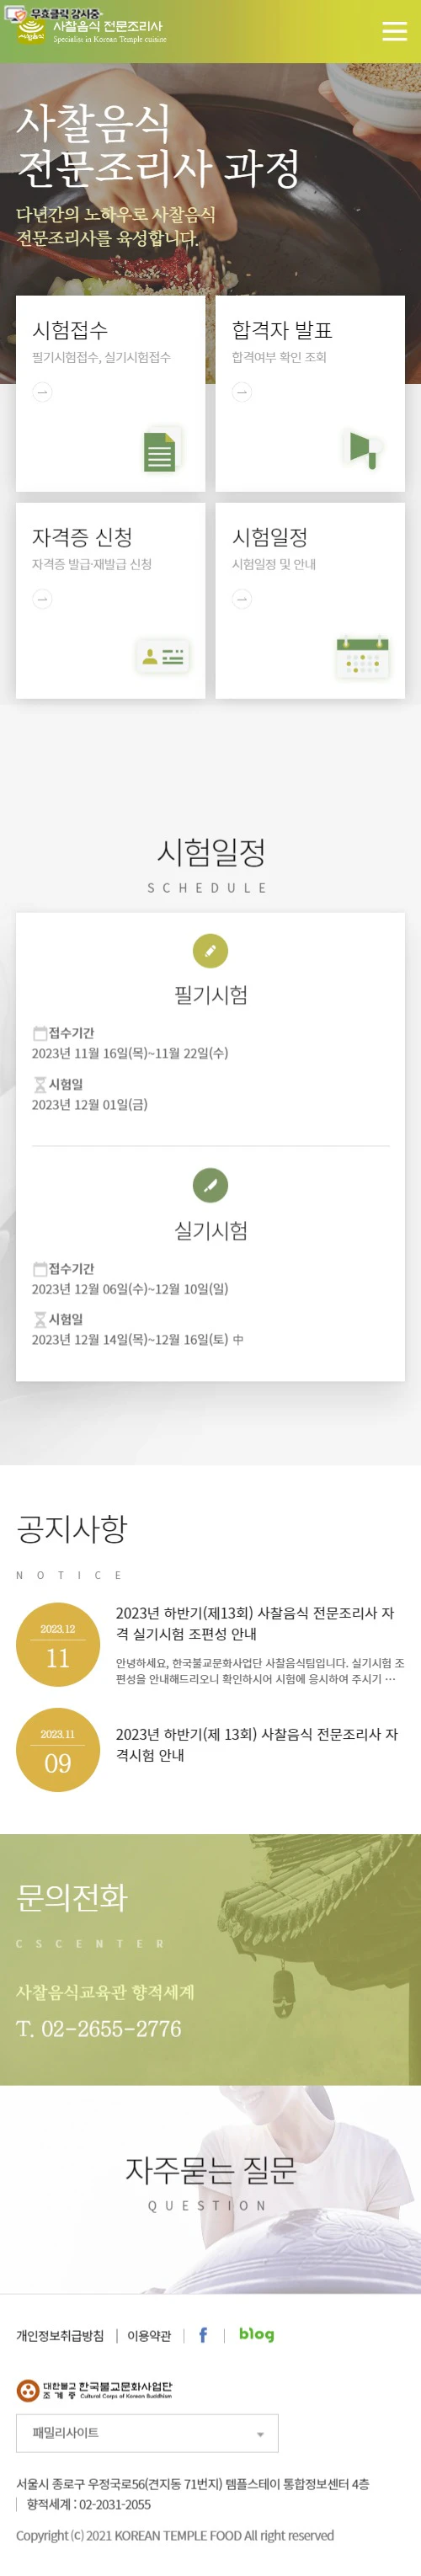 무효클릭 감사중
사찰음식 전문조리사
Specialist in Korean Temple cuisine
사찰음식
전문조리사 과정
다년간의 노하우로 사찰음식
전문조리사를 육성합니다.
시험접수
필기시험접수, 실기시험접수
합격자 발표
합격여부 확인 조회
자격증 신청
자격증 발급·재발급 신청
시험일정
시험일정 및 안내
시험일정
SCHEDULE
필기시험
접수기간
2023년 11월 16일(목)~11월 22일(수)
시험일
2023년 12월 01일(금)
실기시험
접수기간
2023년 12월 06일(수)~12월 10일(일)
시험일
2023년 12월 14일(목)~12월 16일(토) 中
공지사항
NOTICE
2023.12
11
2023년 하반기(제13회) 사찰음식 전문조리사 자
격 실기시험 조편성 안내
안녕하세요, 한국불교문화사업단 사찰음식팀입니다. 실기시험 조
편성을 안내해드리오니 확인하시어 시험에 응시하여 주시기 …
2023.11
09
2023년 하반기(제 13회) 사찰음식 전문조리사 자
격시험 안내
문의전화
CSCENTER
사찰음식교육관 향적세계
T. 02-2655-2776
자주묻는 질문
QUESTION
개인정보취급방침 | 이용약관 | f | blog
대한불교조계종 한국불교문화사업단
Cultural Corps of Korean Buddhism
패밀리사이트
서울시 종로구 우정국로56(견지동 71번지) 템플스테이 통합정보센터 4층
| 향적세계 : 02-2031-2055
Copyright (c) 2021 KOREAN TEMPLE FOOD All right reserved